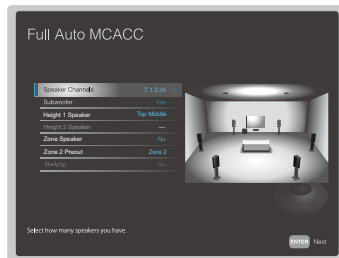 Full Auto MCACC
Speaker Channels 7.1.2 ch < >
Subwoofer Yes
Height 1 Speaker Top Middle
Height 2 Speaker ---
Zone Speaker No
Zone 2 Preout Zone 2
Bi-Amp No
Select how many speakers you have.
ENTER Next